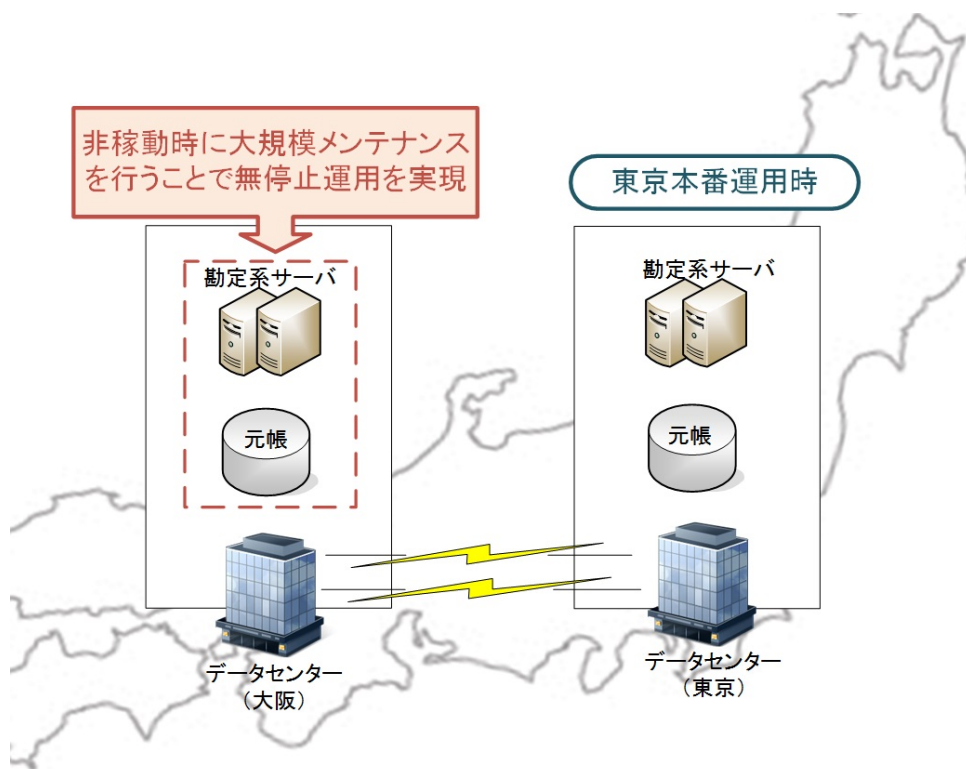 非稼動時に大規模メンテナンス
を行うことで無停止運用を実現
東京本番運用時
勘定系サーバ
元帳
データセンター
（大阪）
勘定系サーバ
元帳
データセンター
（東京）